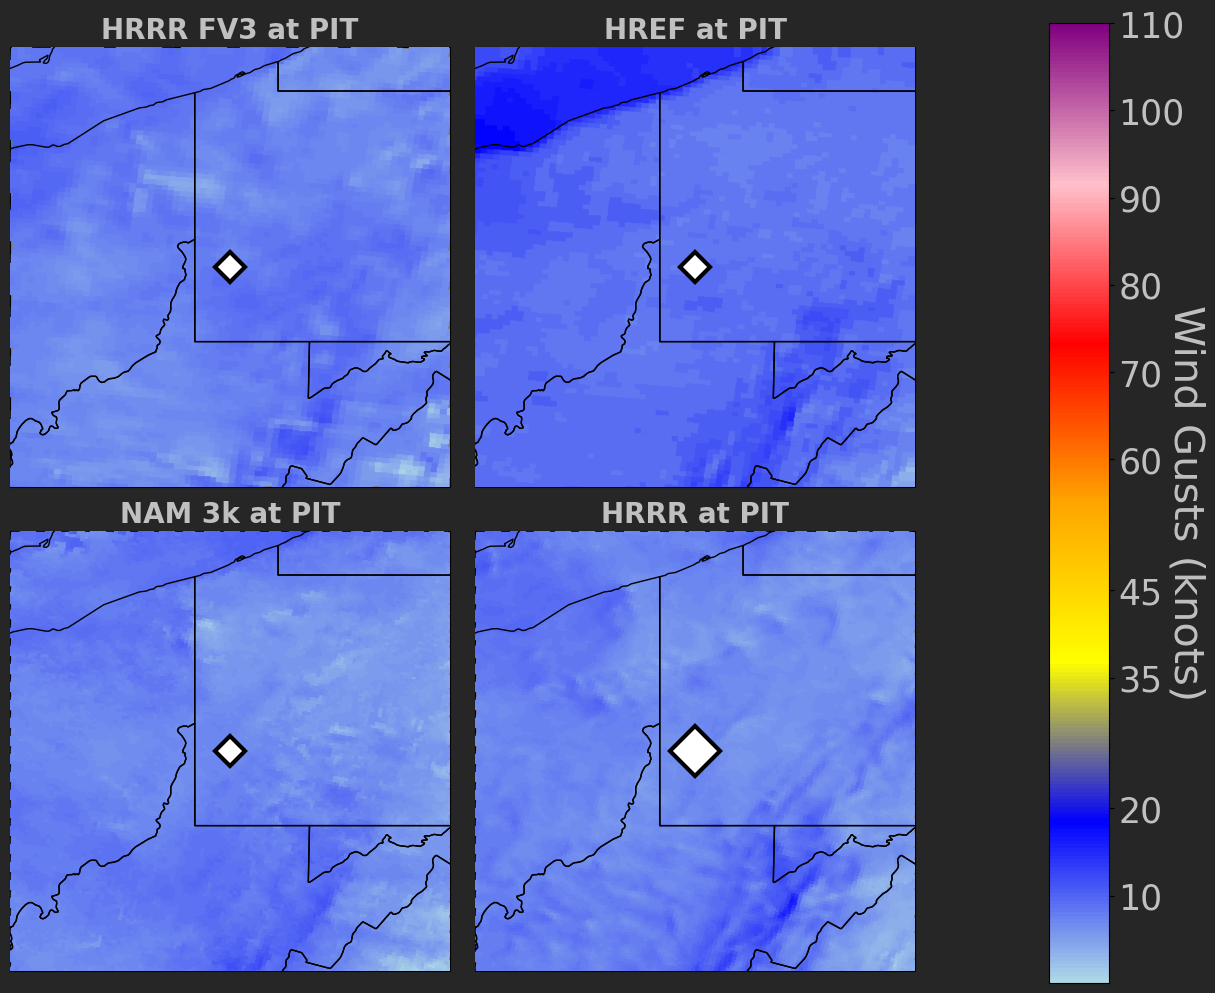 HRRR FV3 at PIT
HREF at PIT
NAM 3k at PIT
HRRR at PIT
110
100
90
80
70
60
45
35
20
10
Wind Gusts (knots)